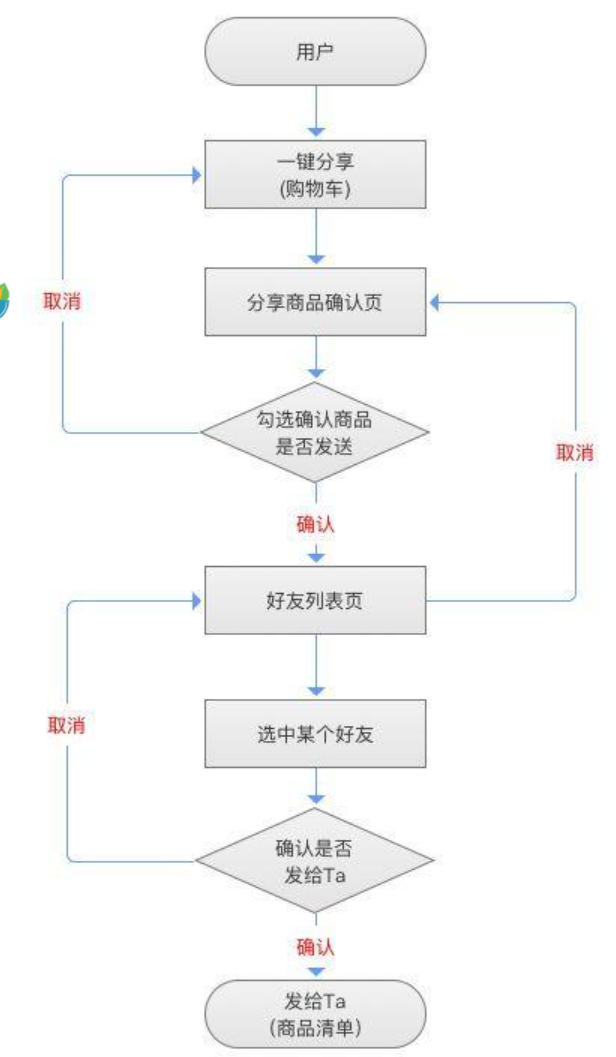 用户
一键分享
(购物车)
取消
分享商品确认页
勾选确认商品
是否发送
取消
确认
好友列表页
取消
选中某个好友
确认是否
发给Ta
确认
发给Ta
（商品清单）